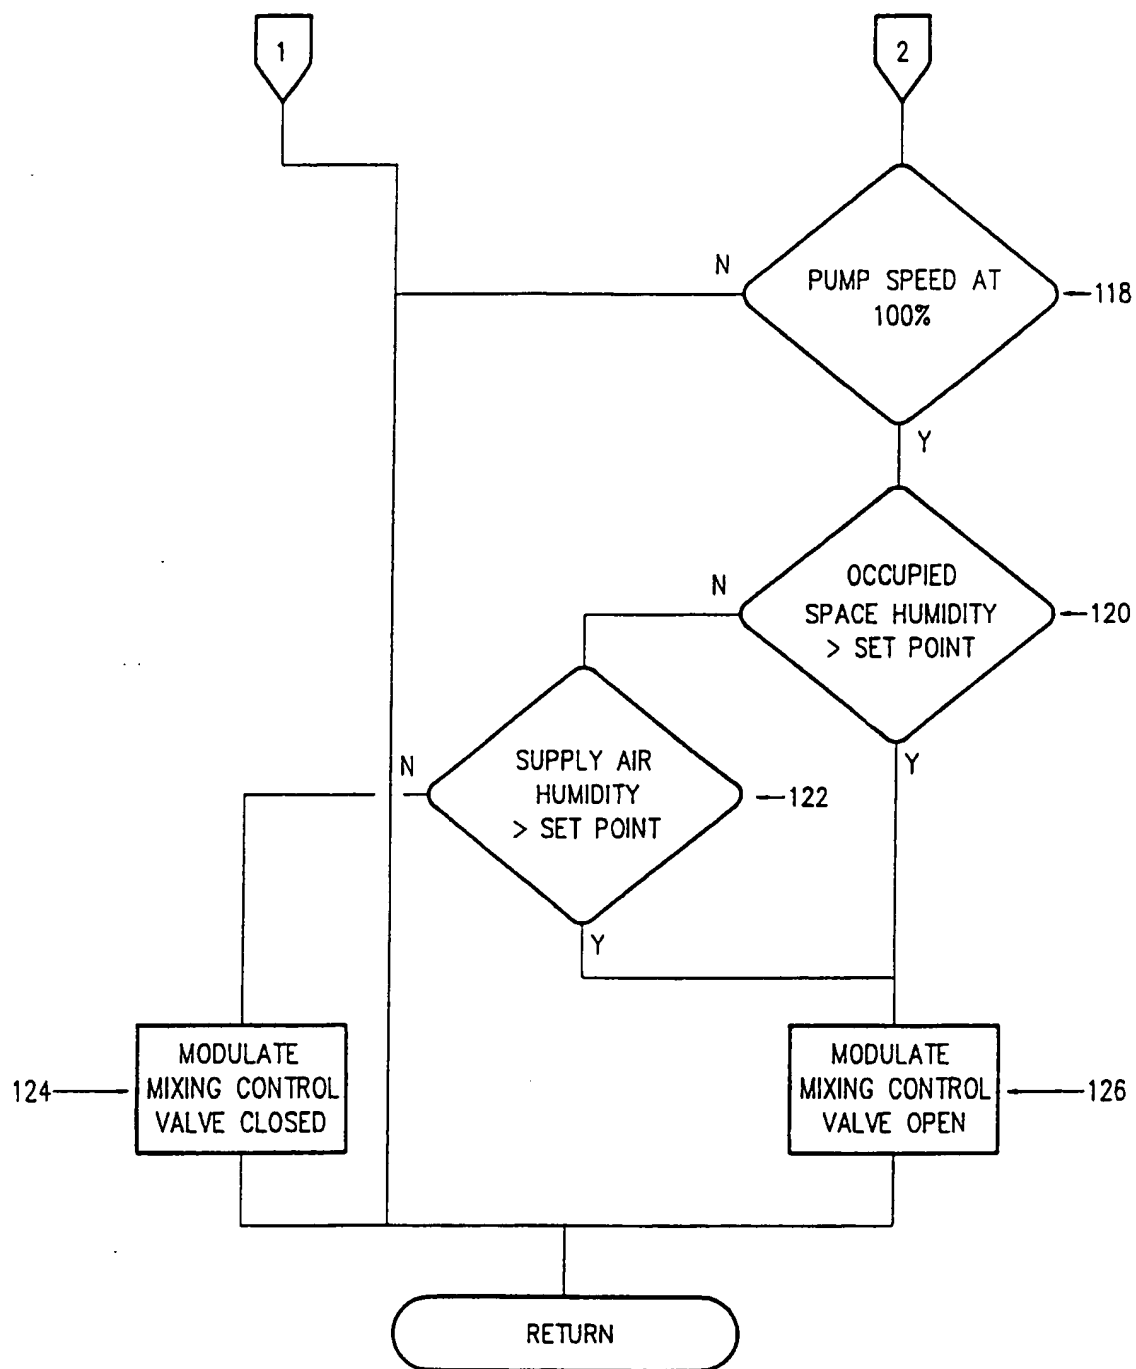 1
2
N
PUMP SPEED AT
100%
118
Y
N
OCCUPIED
SPACE HUMIDITY
> SET POINT
120
Y
N
SUPPLY AIR
HUMIDITY
> SET POINT
122
Y
124
MODULATE
MIXING CONTROL
VALVE CLOSED
MODULATE
MIXING CONTROL
VALVE OPEN
126
RETURN